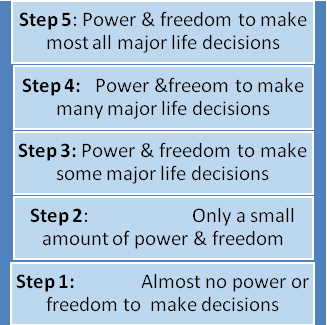 Step 5: Power & freedom to make
most all major life decisions
Step 4: Power &freeom to make
many major life decisions
Step 3: Power & freedom to make
some major life decisions
Step 2: Only a small
amount of power & freedom
Step 1: Almost no power or
freedom to make decisions